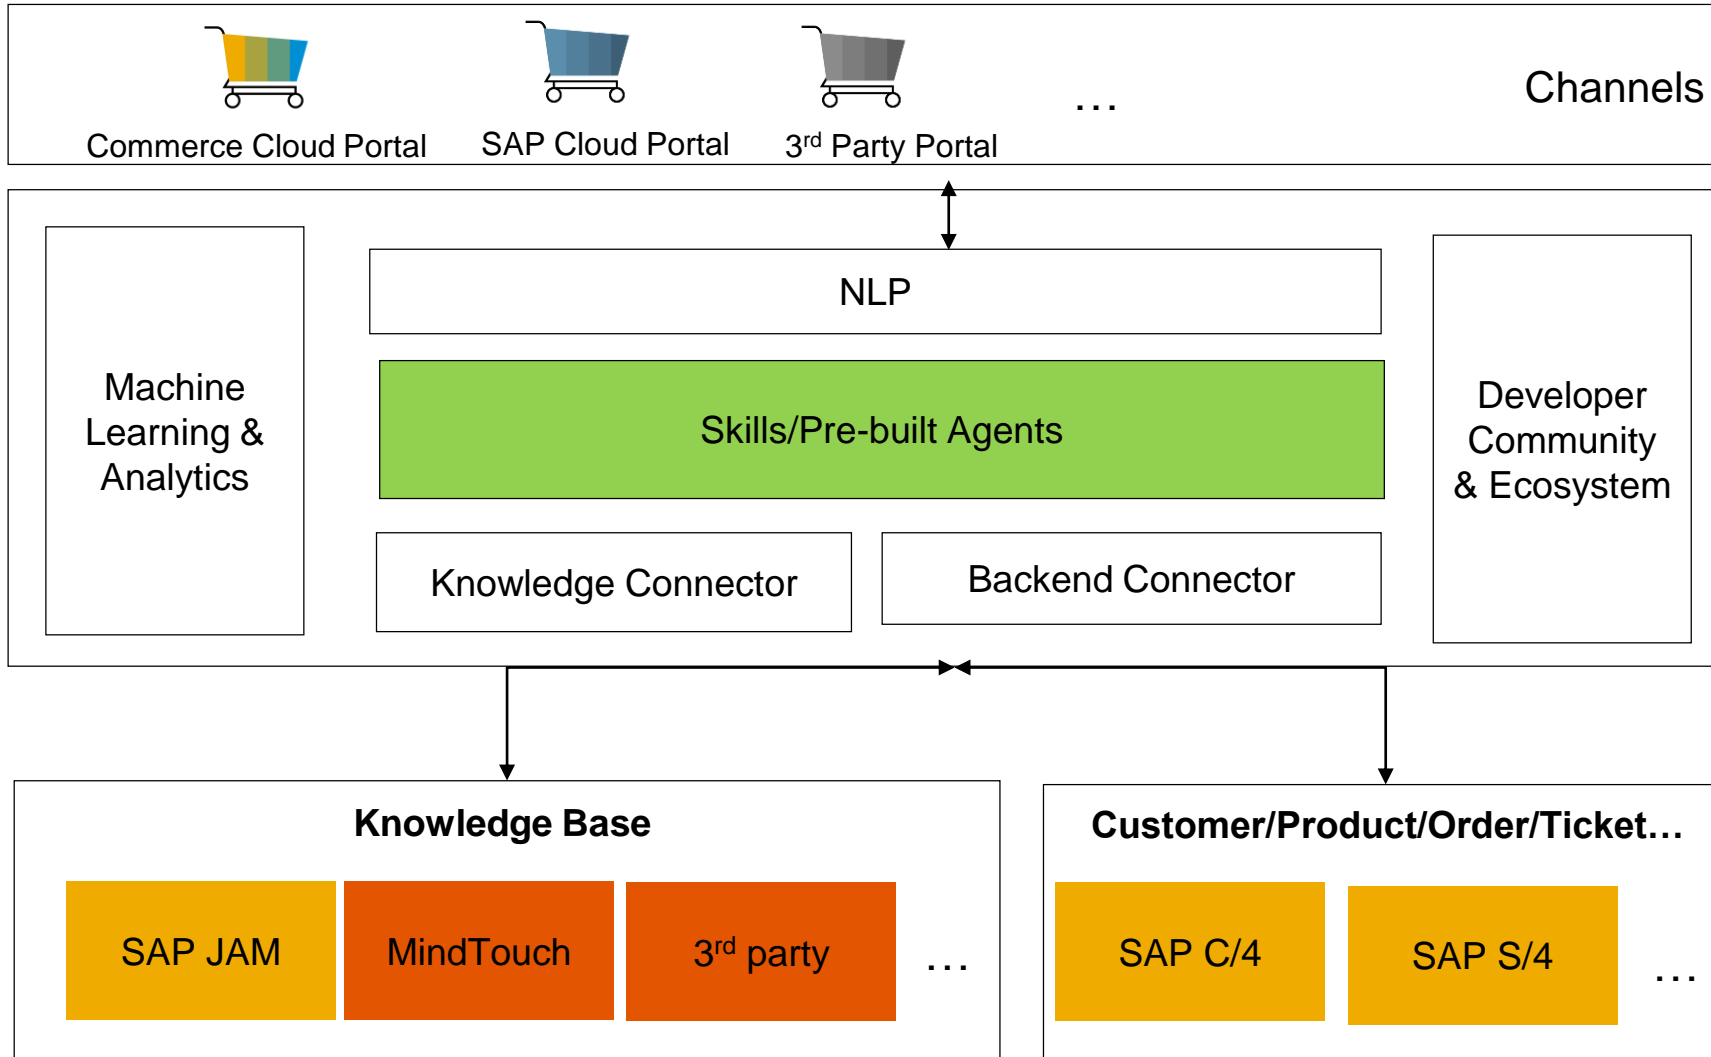 Commerce Cloud Portal
SAP Cloud Portal
3rd Party Portal
…
Channels
Machine
Learning &
Analytics
NLP
Skills/Pre-built Agents
Knowledge Connector
Backend Connector
Developer
Community
& Ecosystem
Knowledge Base
SAP JAM
MindTouch
3rd party
…
Customer/Product/Order/Ticket…
SAP C/4
SAP S/4
…